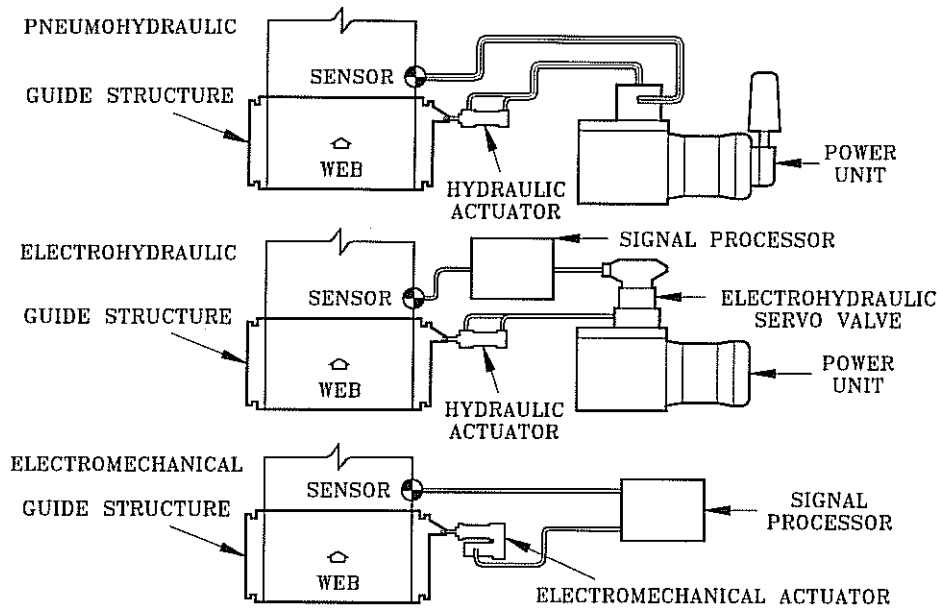 PNEUMOHYDRAULIC
SENSOR
GUIDE STRUCTURE
WEB
HYDRAULIC
ACTUATOR
POWER
UNIT
ELECTROHYDRAULIC
SIGNAL PROCESSOR
SENSOR
ELECTROHYDRAULIC
SERVO VALVE
GUIDE STRUCTURE
WEB
HYDRAULIC
ACTUATOR
POWER
UNIT
ELECTROMECHANICAL
SENSOR
GUIDE STRUCTURE
SIGNAL
PROCESSOR
WEB
ELECTROMECHANICAL ACTUATOR